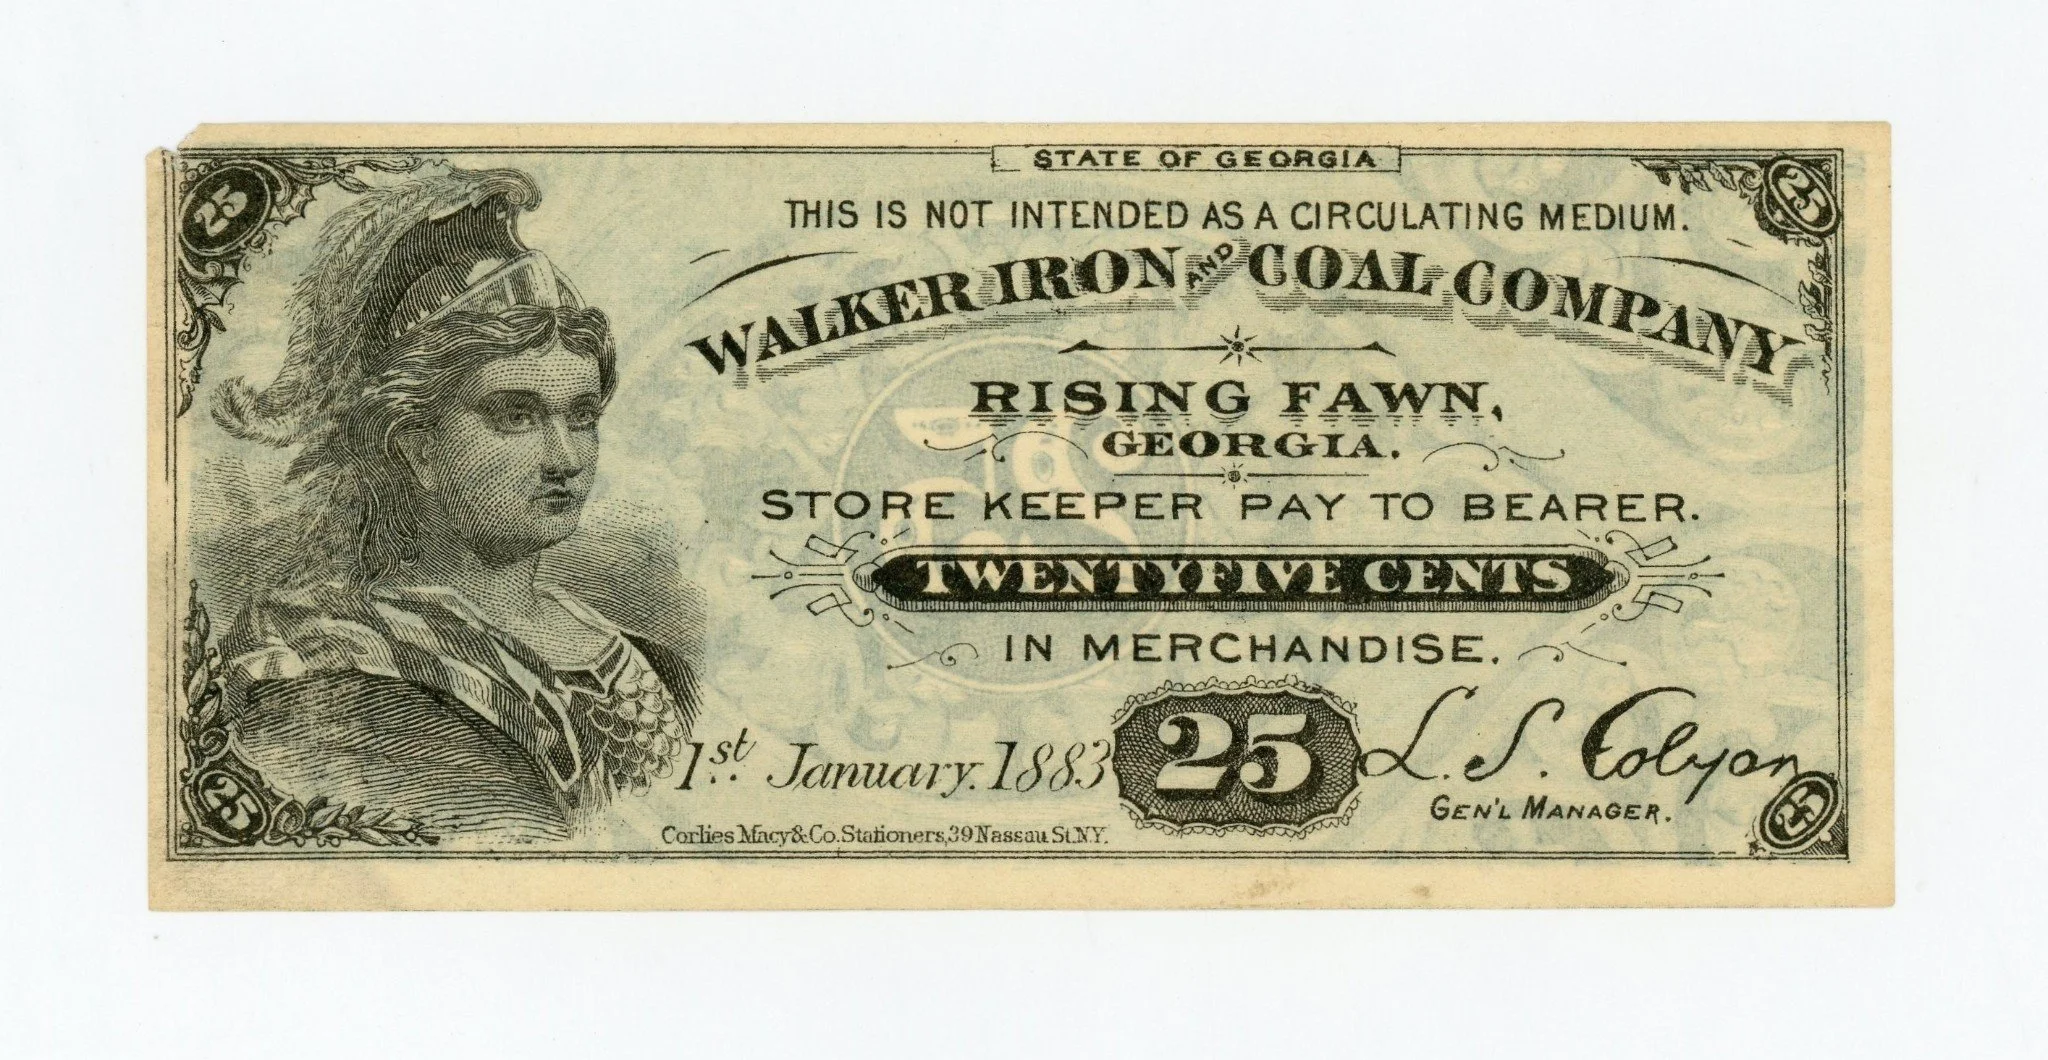 STATE OF GEORGIA
25 25
THIS IS NOT INTENDED AS A CIRCULATING MEDIUM.
WALKER IRON AND COAL COMPANY
RISING FAWN,
GEORGIA.
STORE KEEPER PAY TO BEARER.
TWENTY FIVE CENTS
IN MERCHANDISE.
1st January. 1883 25 L. S. Colyar
GEN'L MANAGER.
25 25
Corlies Macy & Co. Stationers, 39 Nassau St. N.Y.